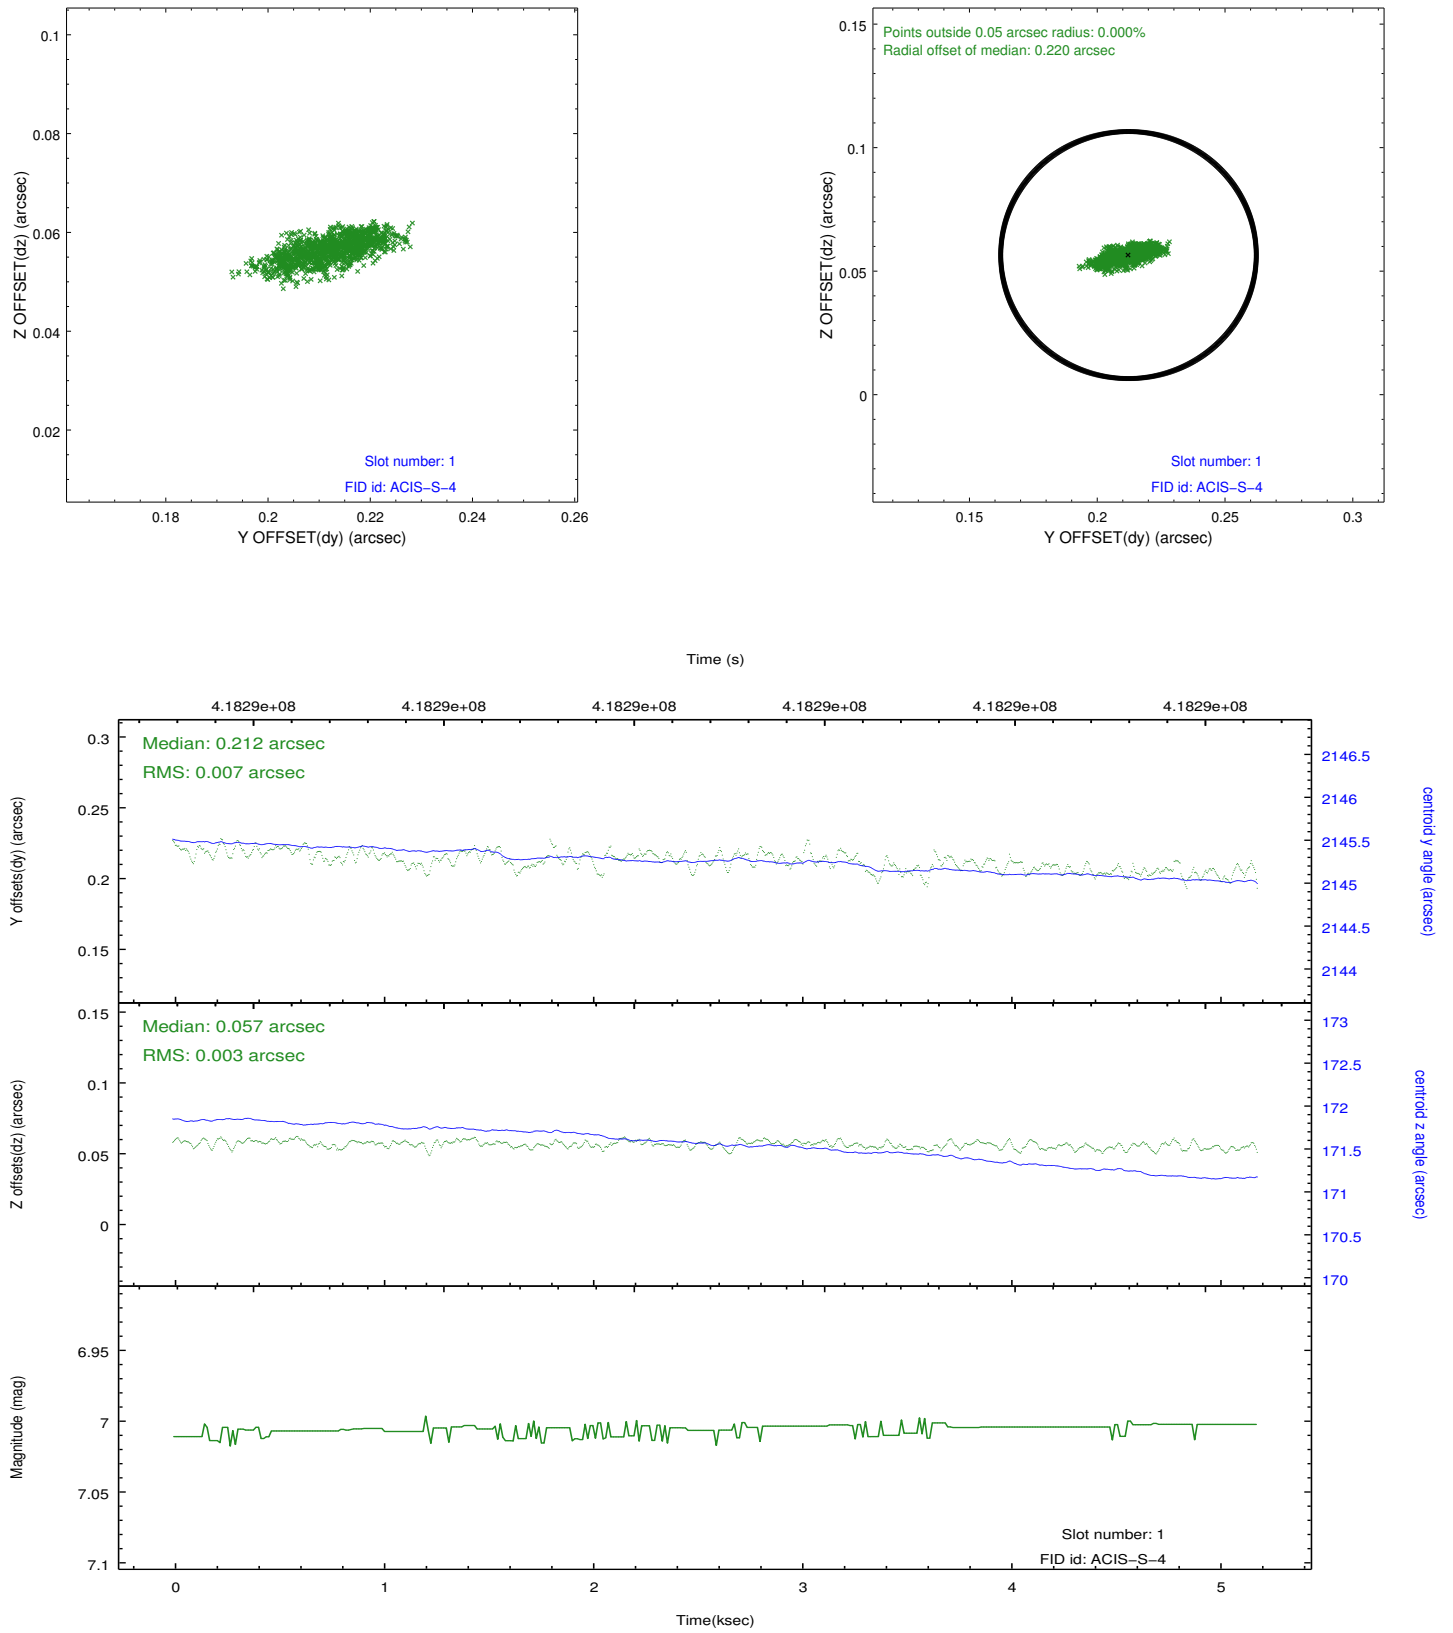 0.1
0.08
0.06
0.04
0.02
Z OFFSET(dz) (arcsec)
Slot number: 1
FID id: ACIS-S-4
0.18 0.2 0.22 0.24 0.26
Y OFFSET(dy) (arcsec)
Points outside 0.05 arcsec radius: 0.000%
Radial offset of median: 0.220 arcsec
0.15
0.1
0.05
0
Z OFFSET(dz) (arcsec)
Slot number: 1
FID id: ACIS-S-4
0.15 0.2 0.25 0.3
Y OFFSET(dy) (arcsec)
Time (s)
4.1829e+08 4.1829e+08 4.1829e+08 4.1829e+08 4.1829e+08 4.1829e+08
Median: 0.212 arcsec
RMS: 0.007 arcsec
0.3
0.25
0.2
0.15
Y offsets(dy) (arcsec)
2146.5
2146
2145.5
2145
2144.5
2144
centroid y angle (arcsec)
Median: 0.057 arcsec
RMS: 0.003 arcsec
0.15
0.1
0.05
0
Z offsets(dz) (arcsec)
173
172.5
172
171.5
171
170.5
170
centroid z angle (arcsec)
6.95
7
7.05
7.1
Magnitude (mag)
Slot number: 1
FID id: ACIS-S-4
0 1 2 3 4 5
Time(ksec)